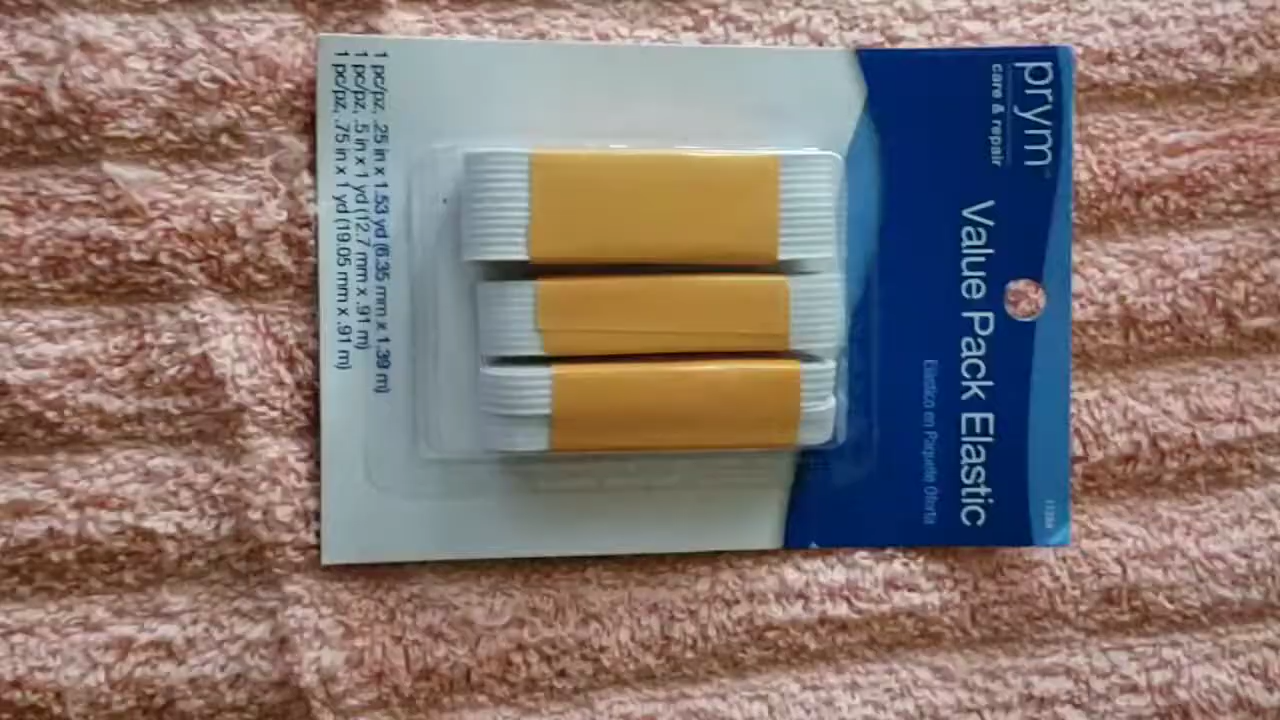 prym
care & repair
Value Pack Elastic
Elástico en Paquete Oferta
1 pc/pz, .25 in x 1.53 yd (6.35 mm x 1.39 m)
1 pc/pz, .5 in x 1 yd (12.7 mm x .91 m)
1 pc/pz, .75 in x 1 yd (19.05 mm x .91 m)